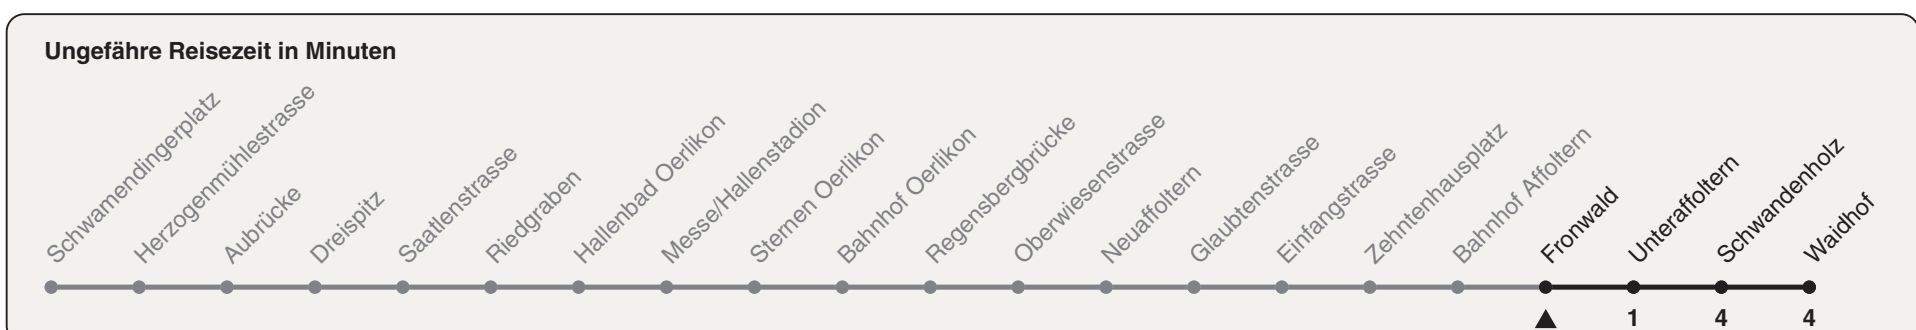 Ungefähre Reisezeit in Minuten
Schwamendingerplatz
Herzogenmühlestrasse
Aubrücke
Dreispitz
Saatlenstrasse
Riedgraben
Hallenbad Oerlikon
Messe/Hallenstadion
Sternen Oerlikon
Bahnhof Oerlikon
Regensbergbrücke
Oberwiesenstrasse
Neuaffoltern
Glaubtenstrasse
Einfangstrasse
Zehntenhausplatz
Bahnhof Affoltern
Fronwald
Unteraffoltern
Schwandenholz
Waidhof
1 4 4